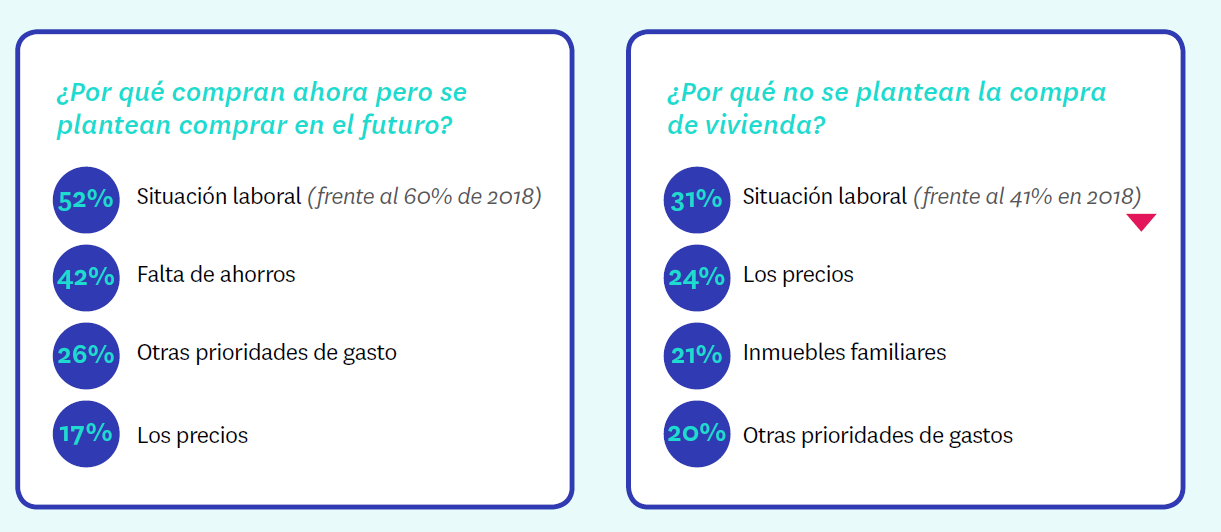 ¿Por qué compran ahora pero se
plantean comprar en el futuro?
52% Situación laboral (frente al 60% de 2018)
42% Falta de ahorros
26% Otras prioridades de gasto
17% Los precios
¿Por qué no se plantean la compra
de vivienda?
31% Situación laboral (frente al 41% en 2018)
24% Los precios
21% Inmuebles familiares
20% Otras prioridades de gastos